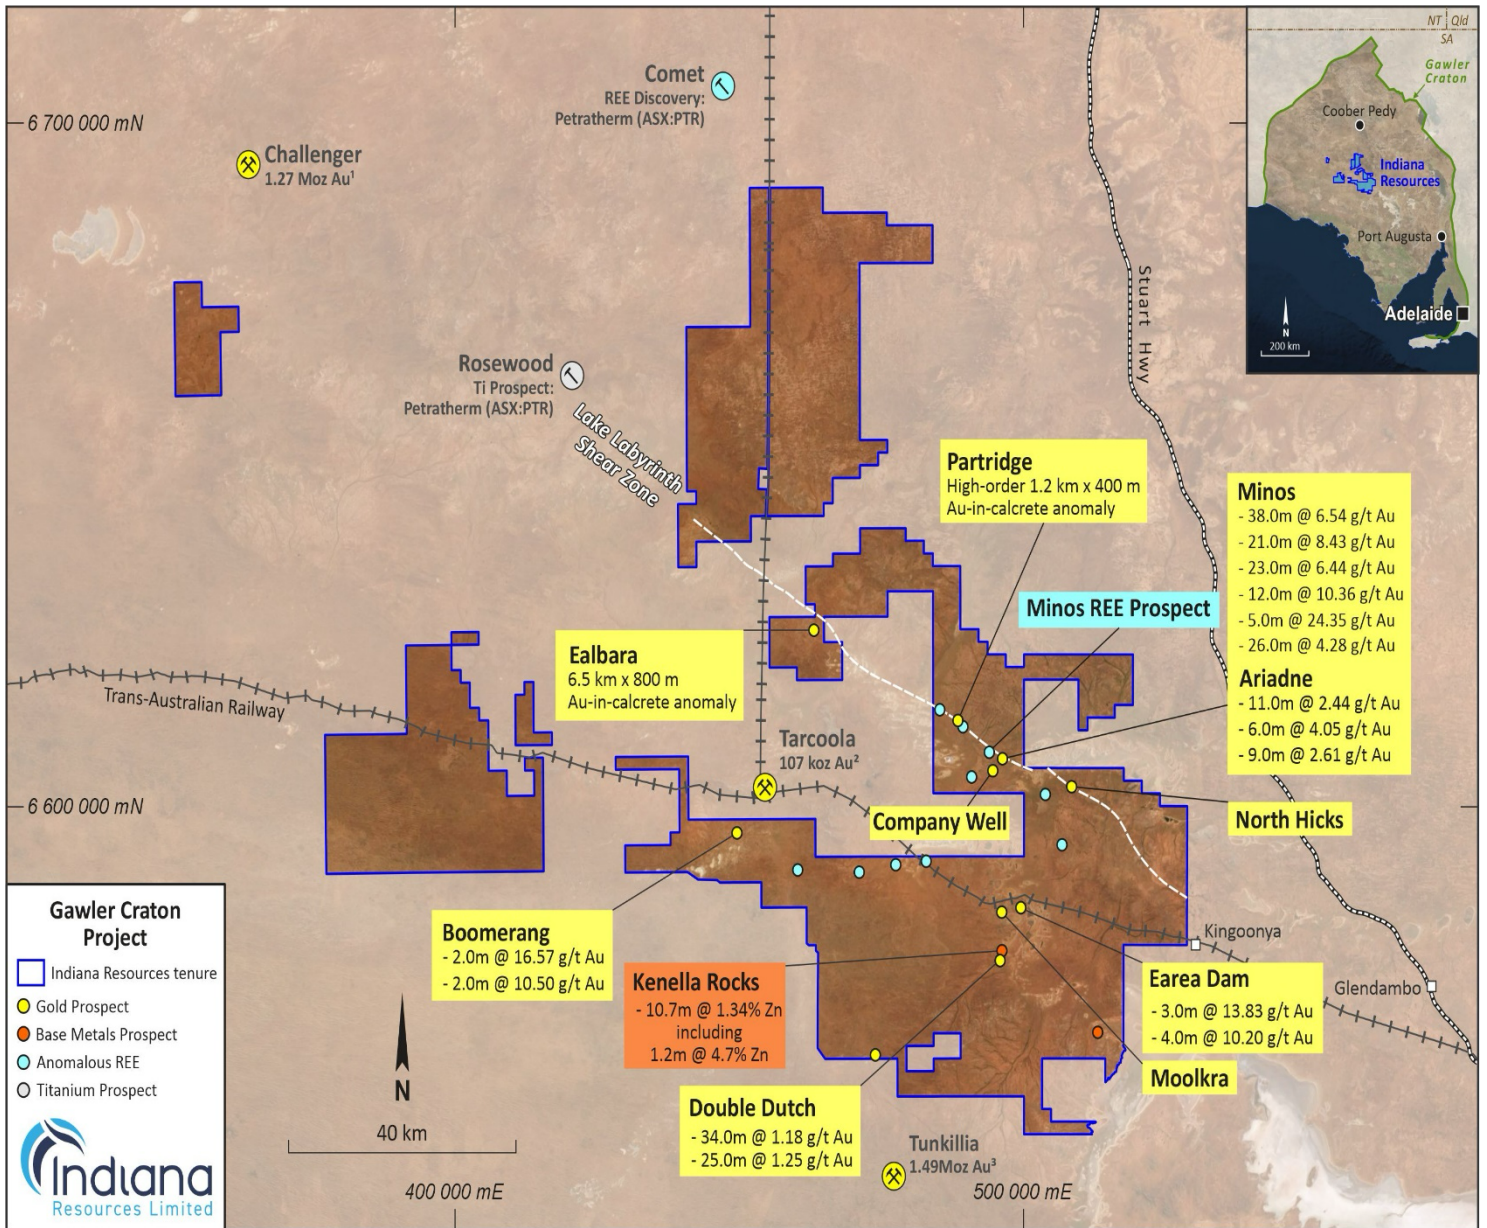 NT
Qld
SA
Gawler
Craton
Coober Pedy
Indiana
Resources
Port Augusta
Adelaide
N
200 km
6 700 000 mN
Comet
REE Discovery:
Petratherm (ASX:PTR)
Challenger
1.27 Moz Au¹
Stuart Hwy
Rosewood
Ti Prospect:
Petratherm (ASX:PTR)
Lake Labyrinth
Shear Zone
Partridge
High-order 1.2 km x 400 m
Au-in-calcrete anomaly
Minos
- 38.0m @ 6.54 g/t Au
- 21.0m @ 8.43 g/t Au
- 23.0m @ 6.44 g/t Au
- 12.0m @ 10.36 g/t Au
- 5.0m @ 24.35 g/t Au
- 26.0m @ 4.28 g/t Au
Ariadne
- 11.0m @ 2.44 g/t Au
- 6.0m @ 4.05 g/t Au
- 9.0m @ 2.61 g/t Au
Minos REE Prospect
Ealbara
6.5 km x 800 m
Au-in-calcrete anomaly
Trans-Australian Railway
Tarcoola
107 koz Au²
6 600 000 mN
Company Well
North Hicks
Boomerang
- 2.0m @ 16.57 g/t Au
- 2.0m @ 10.50 g/t Au
Kenella Rocks
- 10.7m @ 1.34% Zn
including
1.2m @ 4.7% Zn
Kingoonya
Glendambo
Earea Dam
- 3.0m @ 13.83 g/t Au
- 4.0m @ 10.20 g/t Au
Moolkra
Double Dutch
- 34.0m @ 1.18 g/t Au
- 25.0m @ 1.25 g/t Au
Tunkillia
1.49Moz Au³
Gawler Craton
Project
Indiana Resources tenure
Gold Prospect
Base Metals Prospect
Anomalous REE
Titanium Prospect
Indiana
Resources Limited
N
40 km
400 000 mE
500 000 mE